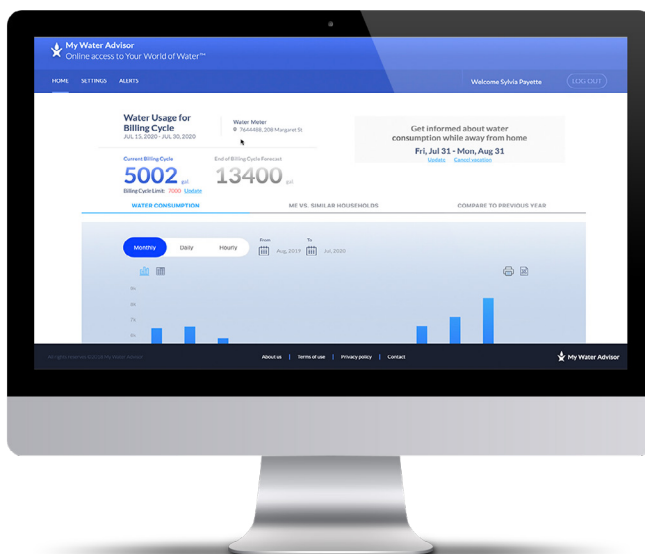 My Water Advisor
Online access to Your World of Water™
HOME SETTINGS ALERTS
Welcome Sylvia Payette
LOG OUT
Water Usage for
Billing Cycle
JUL 15, 2020 - JUL 30, 2020
Water Meter
7644488, 209 Margaret St
Get informed about water
consumption while away from home
Fri, Jul 31 - Mon, Aug 31
Update Cancel vacation
Current Billing Cycle
5002 gal
Billing Cycle Limit: 7000 Update
End of Billing Cycle Forecast
13400 gal
WATER CONSUMPTION
ME VS. SIMILAR HOUSEHOLDS
COMPARE TO PREVIOUS YEAR
Monthly Daily Hourly
From
Aug, 2019
To
Jul, 2020
9k
8k
7k
6k
About us | Terms of use | Privacy policy | Contact
My Water Advisor